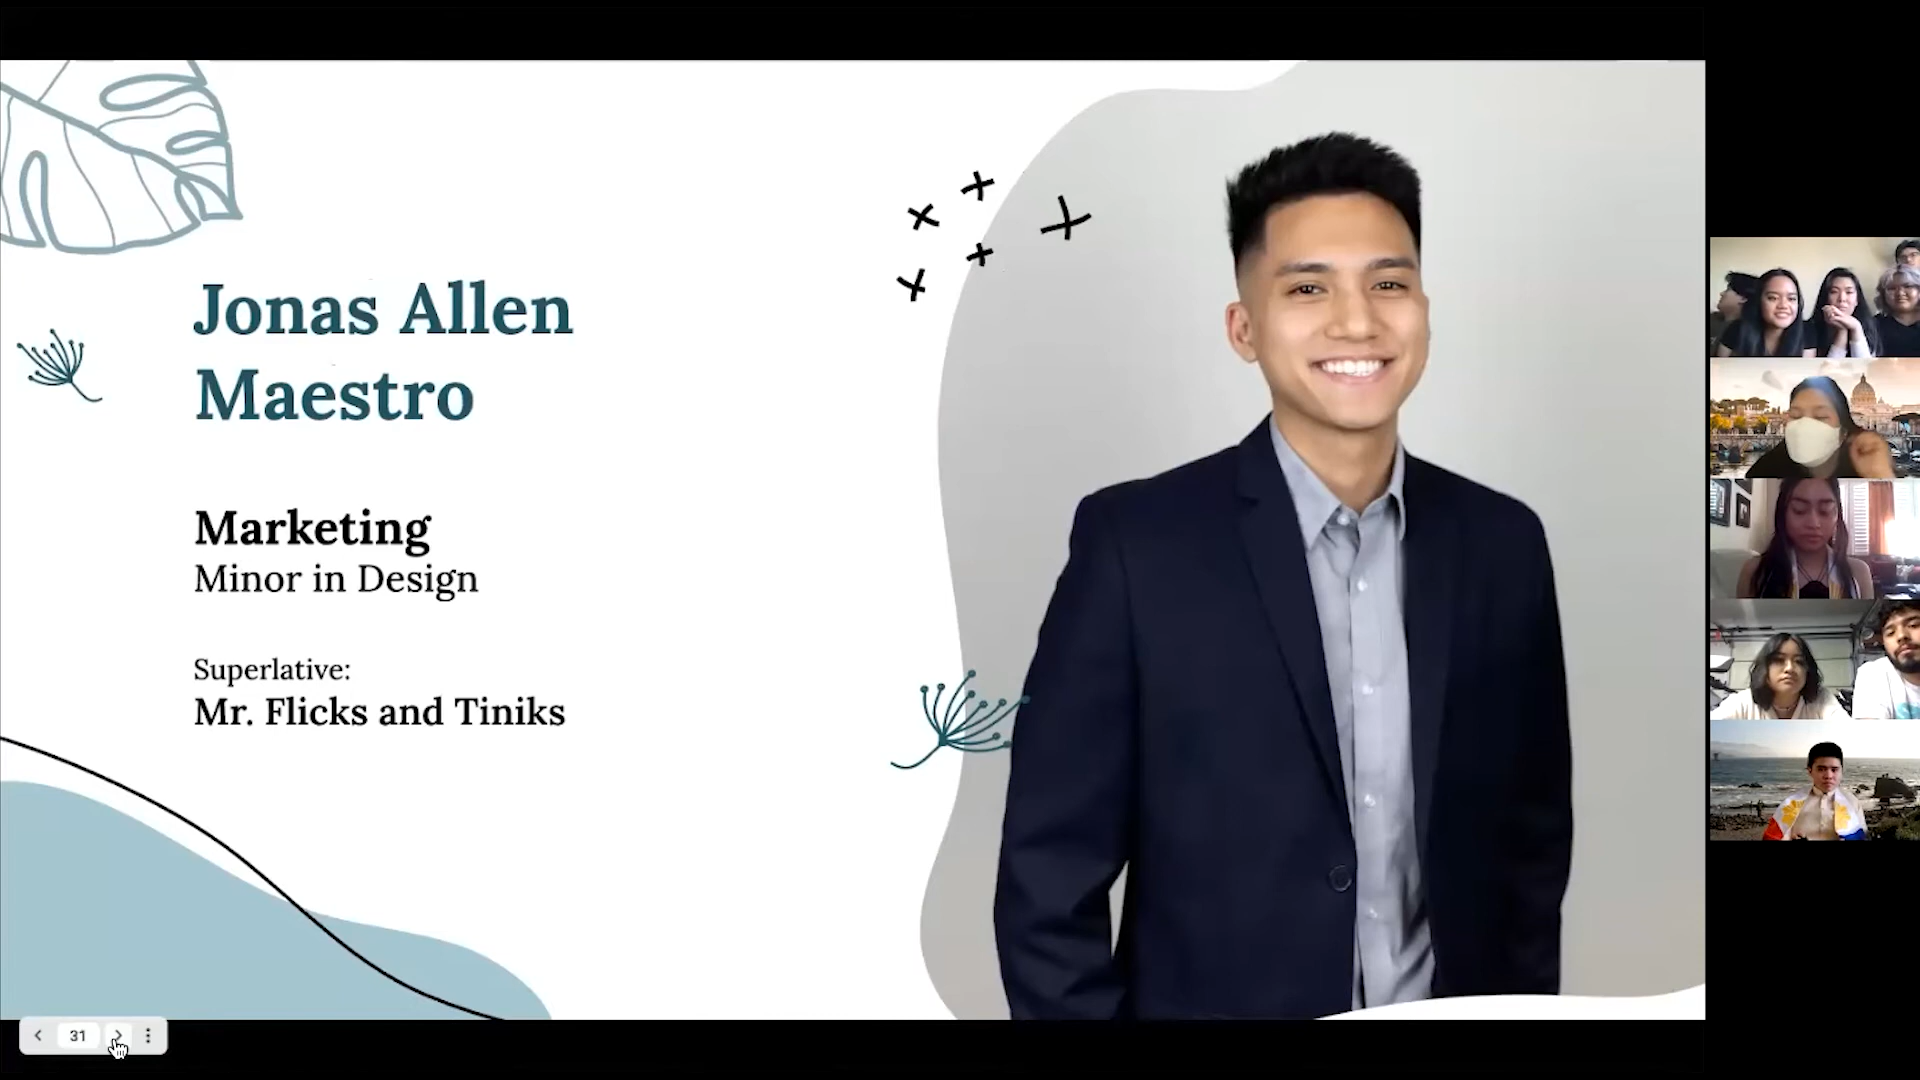 Jonas Allen
Maestro
Marketing
Minor in Design
Superlative:
Mr. Flicks and Tiniks
31